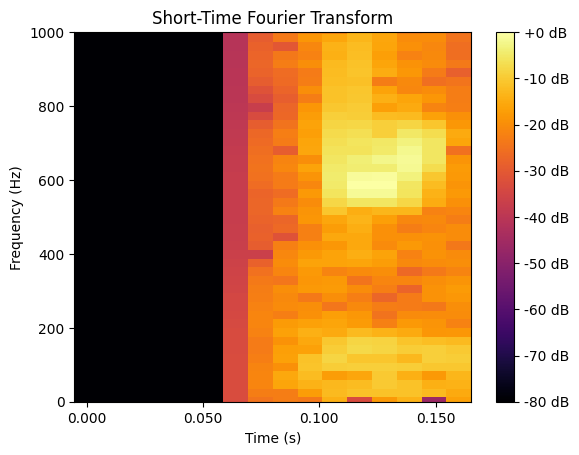 Short-Time Fourier Transform
Frequency (Hz)
1000
800
600
400
200
0
0.000
0.050
0.100
0.150
Time (s)
+0 dB
-10 dB
-20 dB
-30 dB
-40 dB
-50 dB
-60 dB
-70 dB
-80 dB